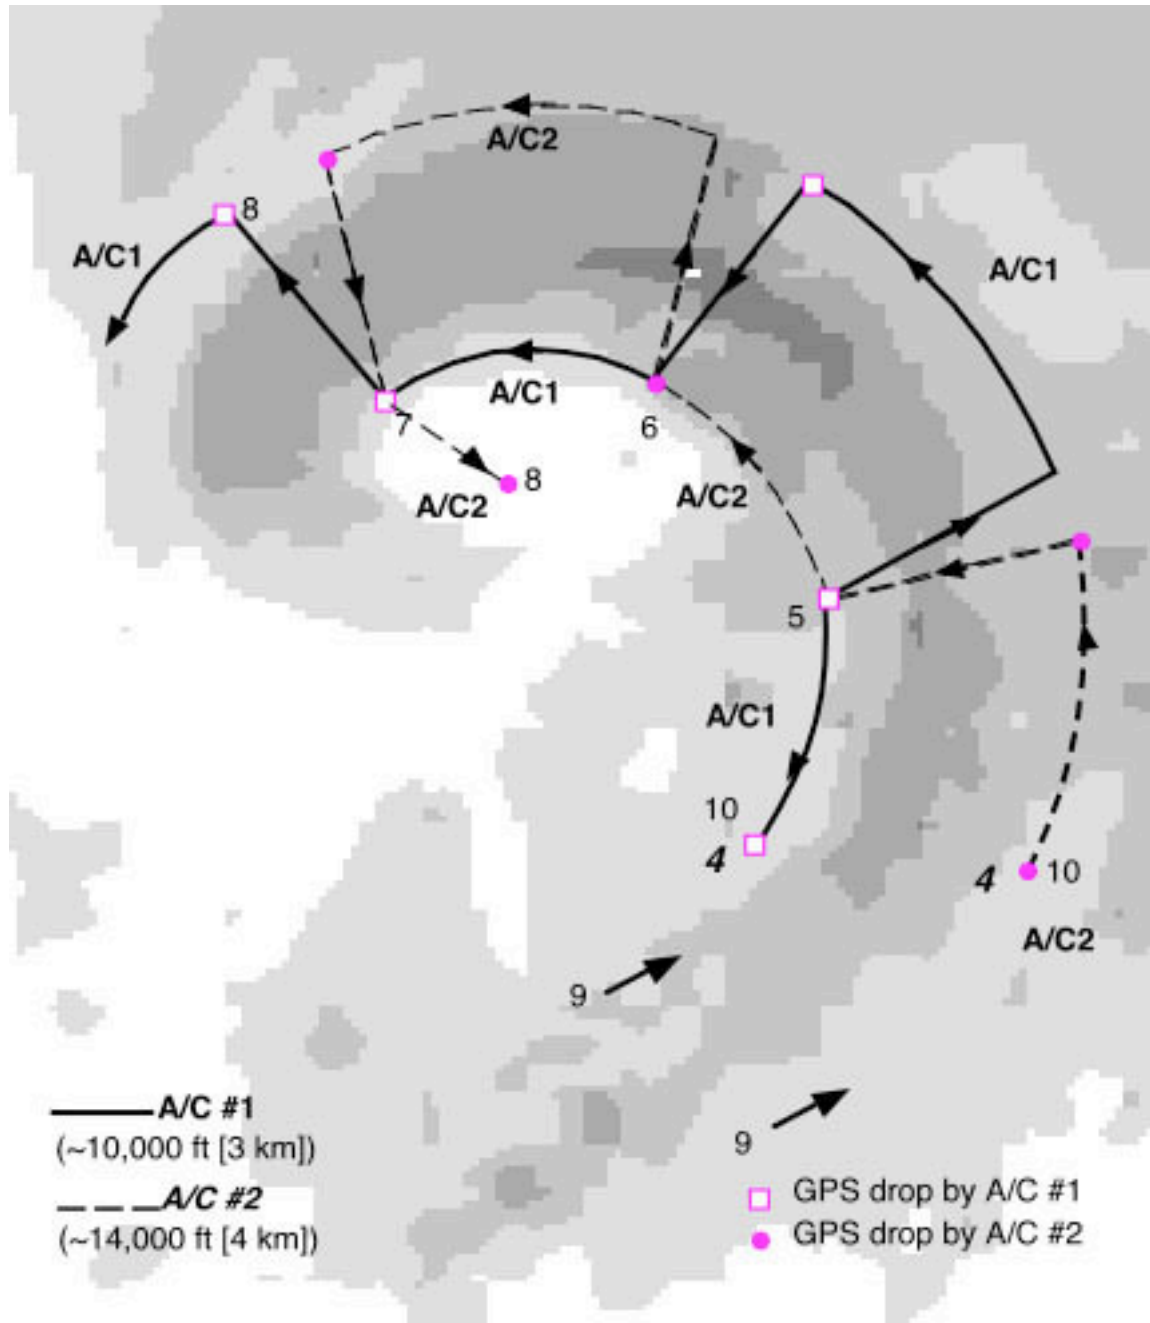 A/C2
8
A/C1
A/C1
A/C1
7
6
8
A/C2
A/C2
5
A/C1
10
4
4 10
A/C2
9
9
A/C #1
(~10,000 ft [3 km])
A/C #2
(~14,000 ft [4 km])
GPS drop by A/C #1
GPS drop by A/C #2